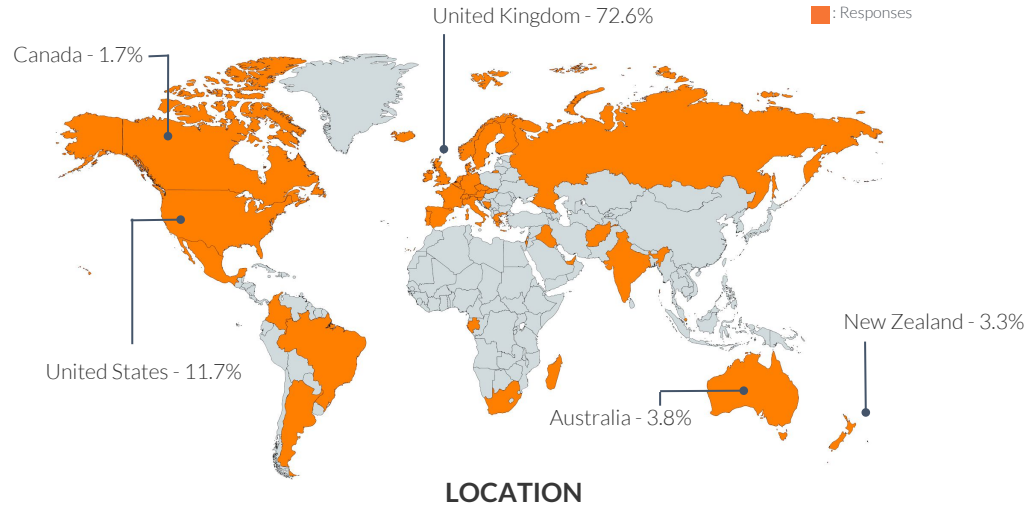 United Kingdom - 72.6%
: Responses
Canada - 1.7%
New Zealand - 3.3%
United States - 11.7%
Australia - 3.8%
LOCATION